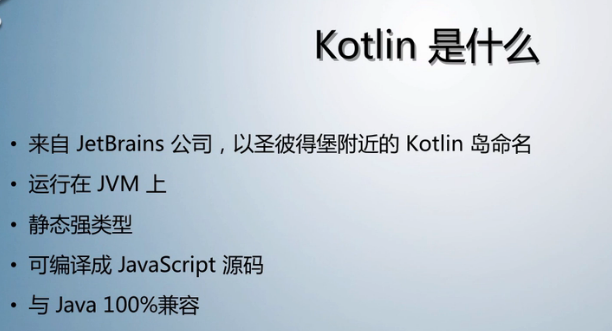 Kotlin 是什么
• 来自 JetBrains 公司，以圣彼得堡附近的 Kotlin 岛命名
• 运行在 JVM 上
• 静态强类型
• 可编译成 JavaScript 源码
• 与 Java 100%兼容